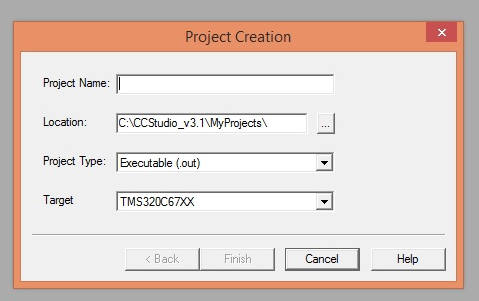 Project Creation
Project Name:
Location: C:\CCStudio_v3.1\MyProjects\ ...
Project Type: Executable (.out)
Target TMS320C67XX
< Back Finish Cancel Help